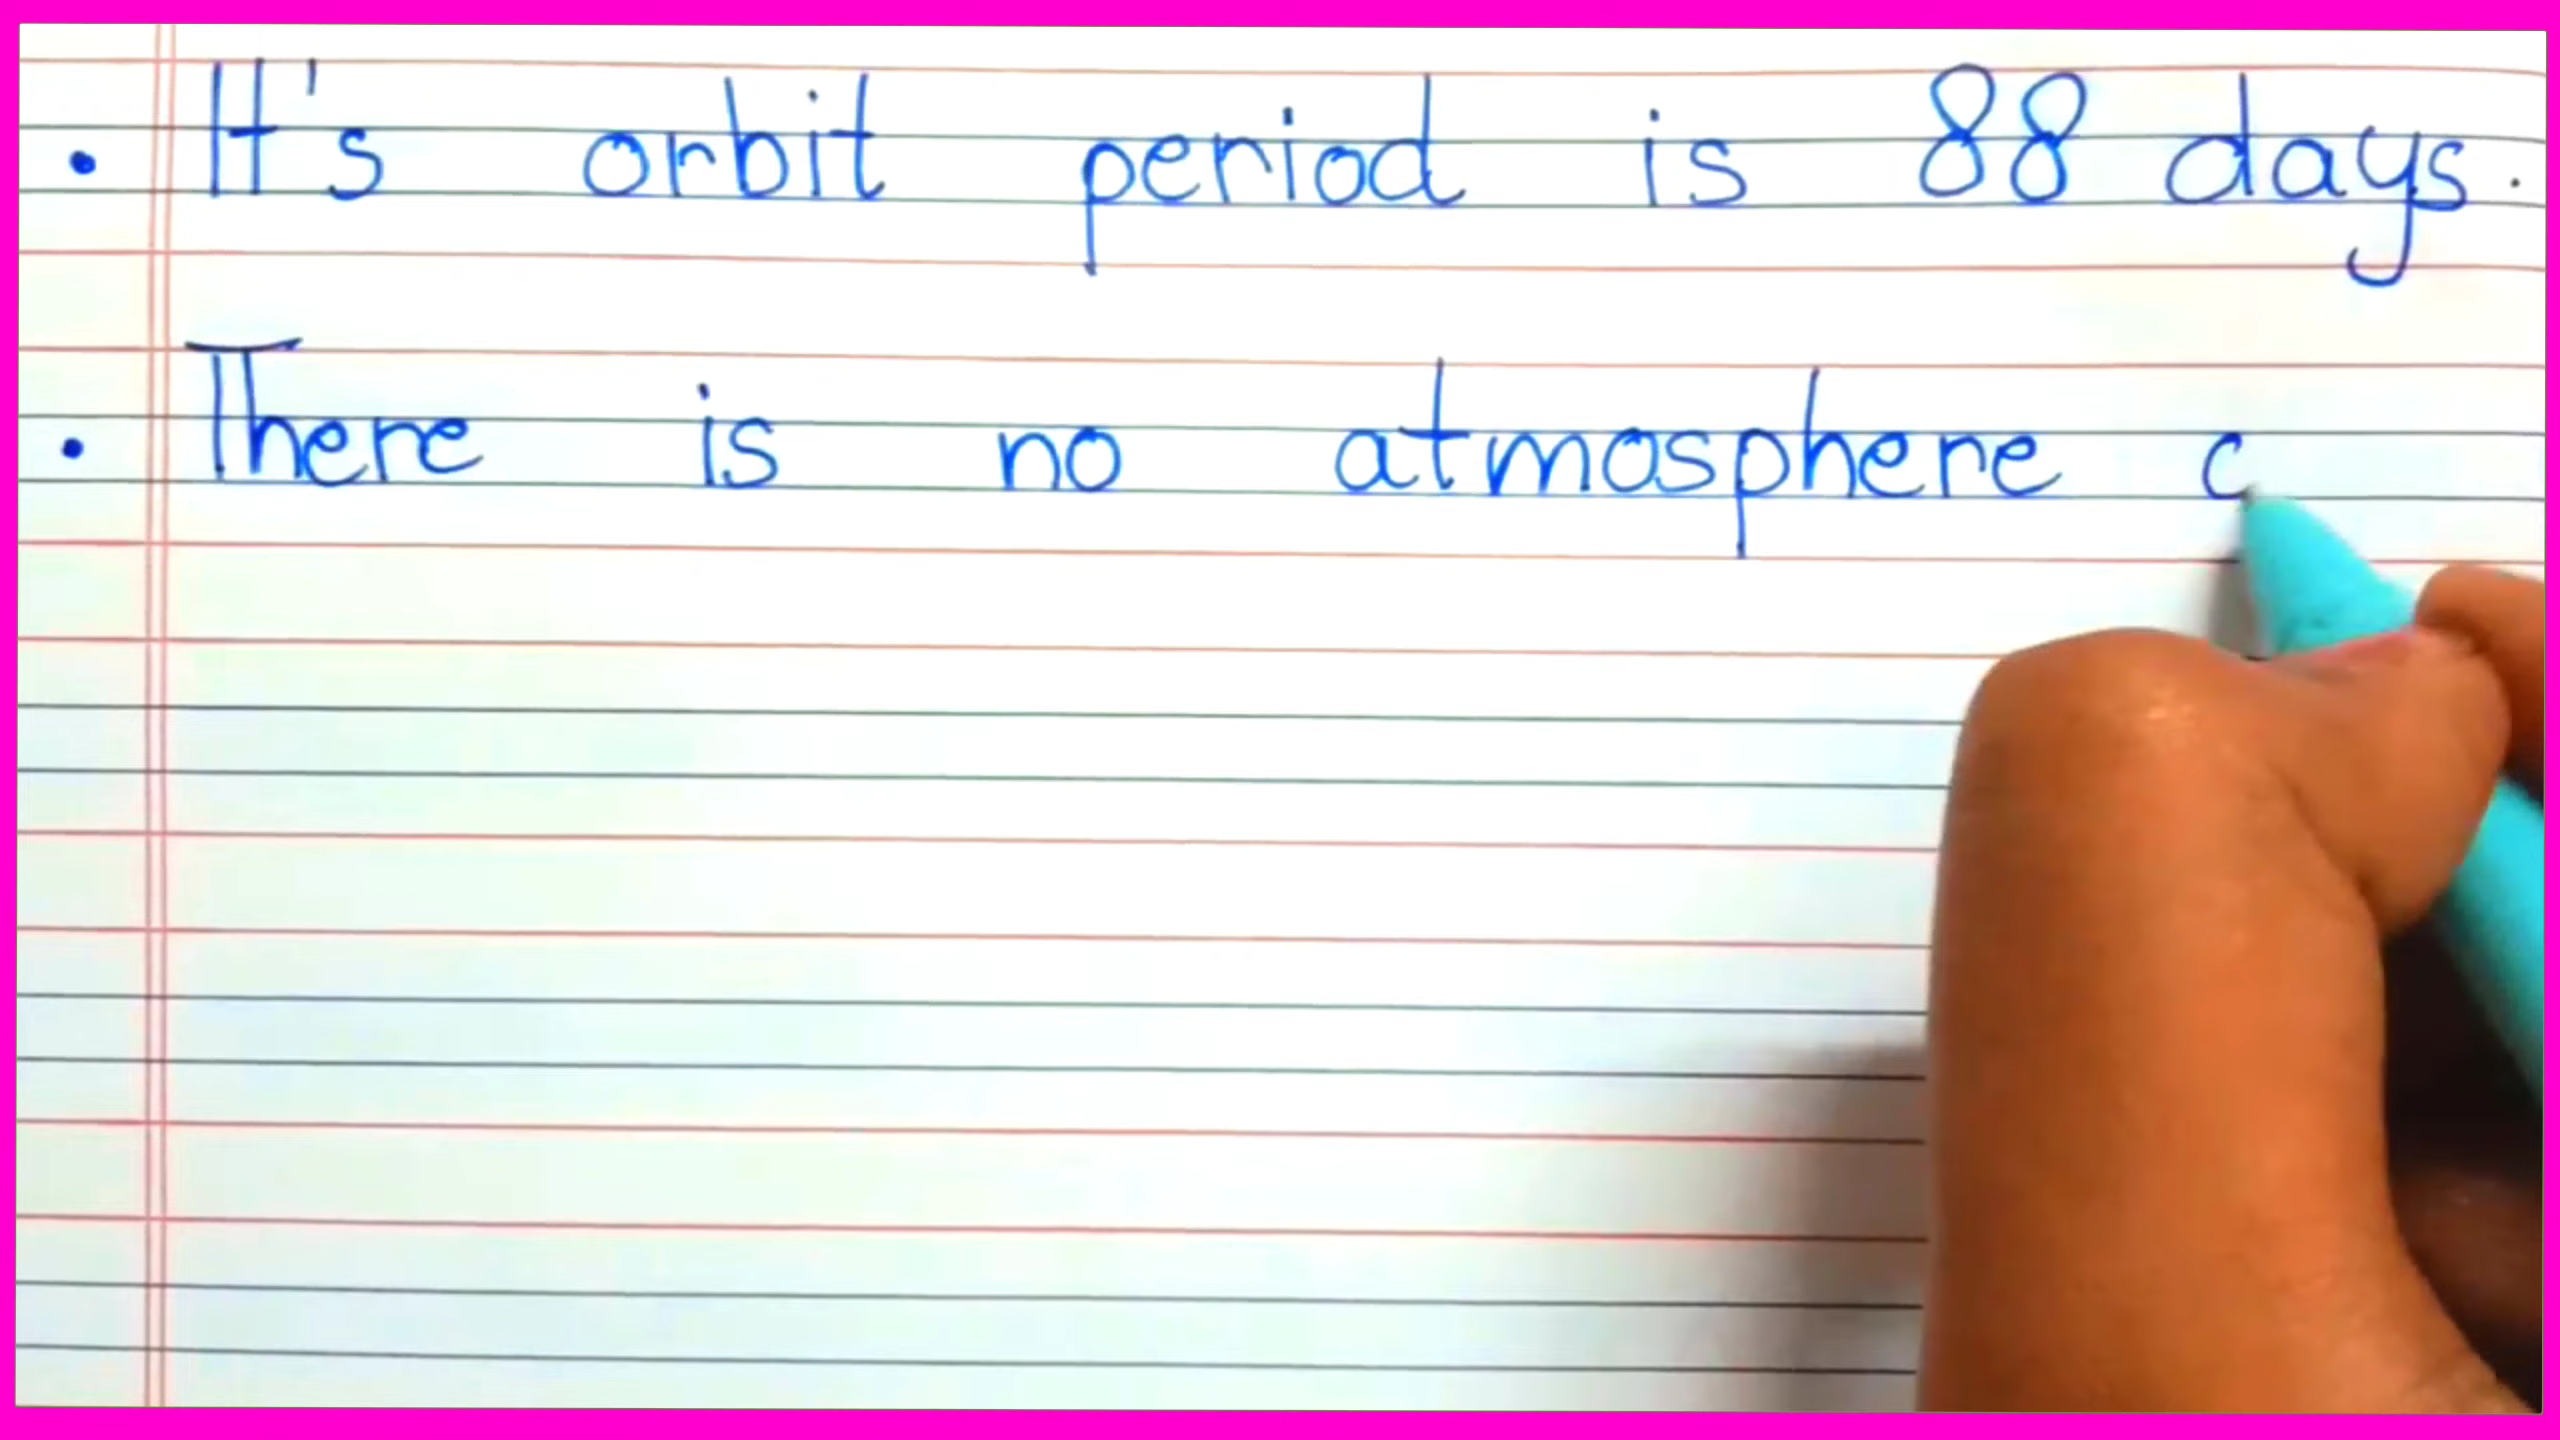 • It's orbit period is 88 days.
• There is no atmosphere